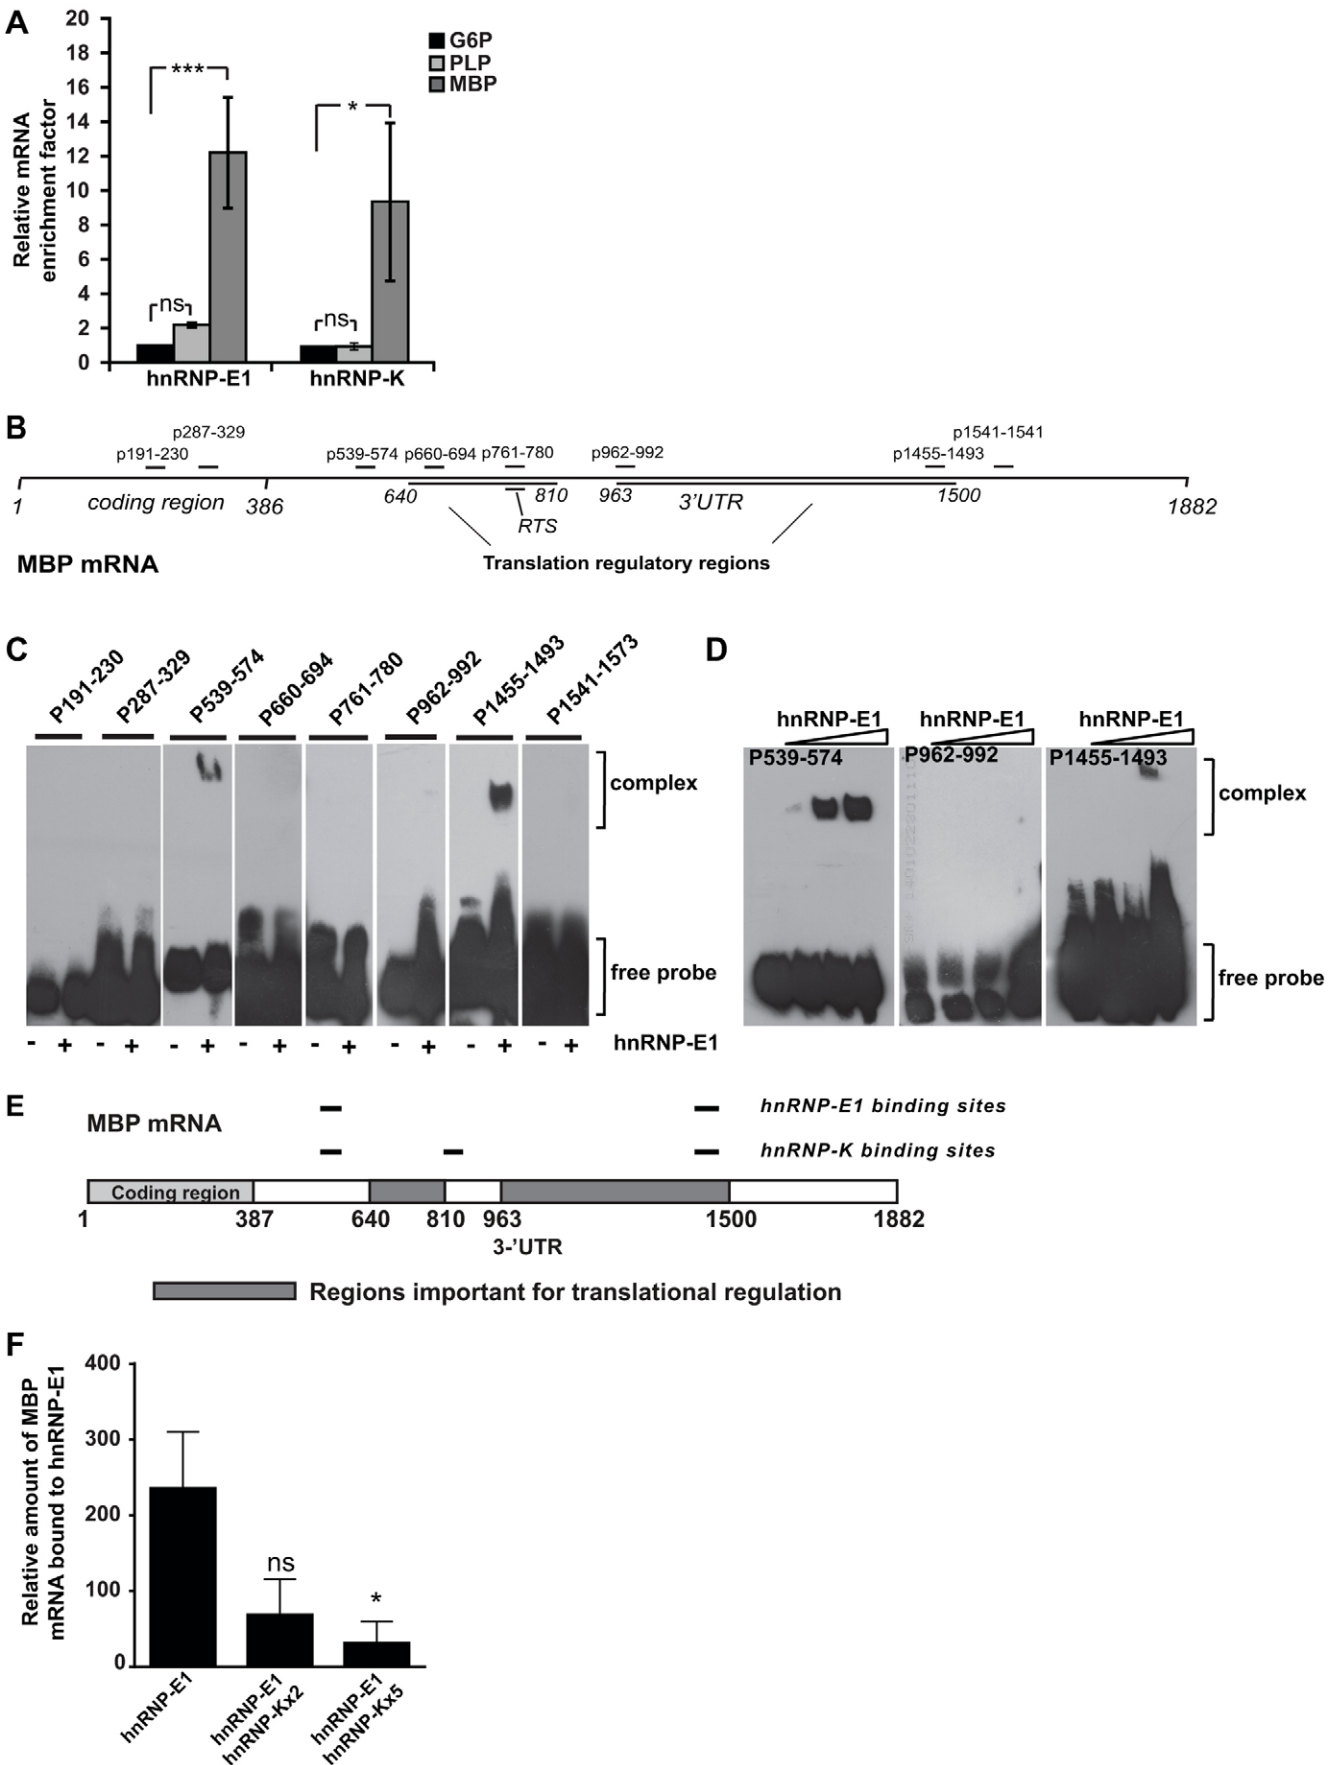 A
20
18
16
14
12
10
8
6
4
2
0
Relative mRNA
enrichment factor
***
*
ns
ns
G6P
PLP
MBP
hnRNP-E1
hnRNP-K
B
p287-329
p1541-1541
p191-230
p539-574
p660-694
p761-780
p962-992
p1455-1493
1
coding region
386
640
810
963
3’UTR
1500
1882
RTS
MBP mRNA
Translation regulatory regions
C
P191-230
P287-329
P539-574
P660-694
P761-780
P962-992
P1455-1493
P1541-1573
complex
free probe
- + - + - + - + - + - + - + - +
hnRNP-E1
D
hnRNP-E1
hnRNP-E1
hnRNP-E1
P539-574
P962-992
P1455-1493
complex
free probe
E
MBP mRNA
hnRNP-E1 binding sites
hnRNP-K binding sites
Coding region
1
387
640
810
963
1500
1882
3-’UTR
Regions important for translational regulation
F
400
300
200
100
0
Relative amount of MBP
mRNA bound to hnRNP-E1
ns
*
hnRNP-E1
hnRNP-E1
hnRNP-Kx2
hnRNP-E1
hnRNP-Kx5